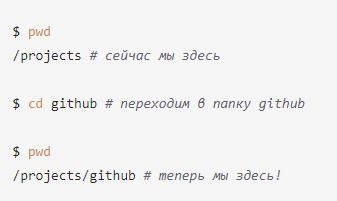 $ pwd
/projects # сейчас мы здесь
$ cd github # переходим в папку github
$ pwd
/projects/github # теперь мы здесь!